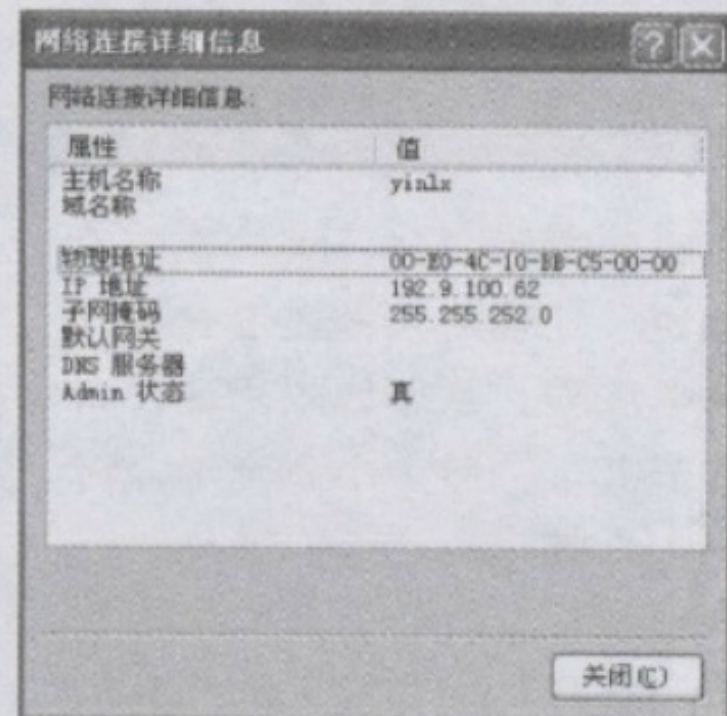 网络连接详细信息
网络连接详细信息:
属性 值
主机名称 yinlx
域名称
物理地址 00-E0-4C-10-BB-C5-00-00
IP 地址 192.9.100.62
子网掩码 255.255.252.0
默认网关
DNS 服务器
Admin 状态 真
关闭(C)